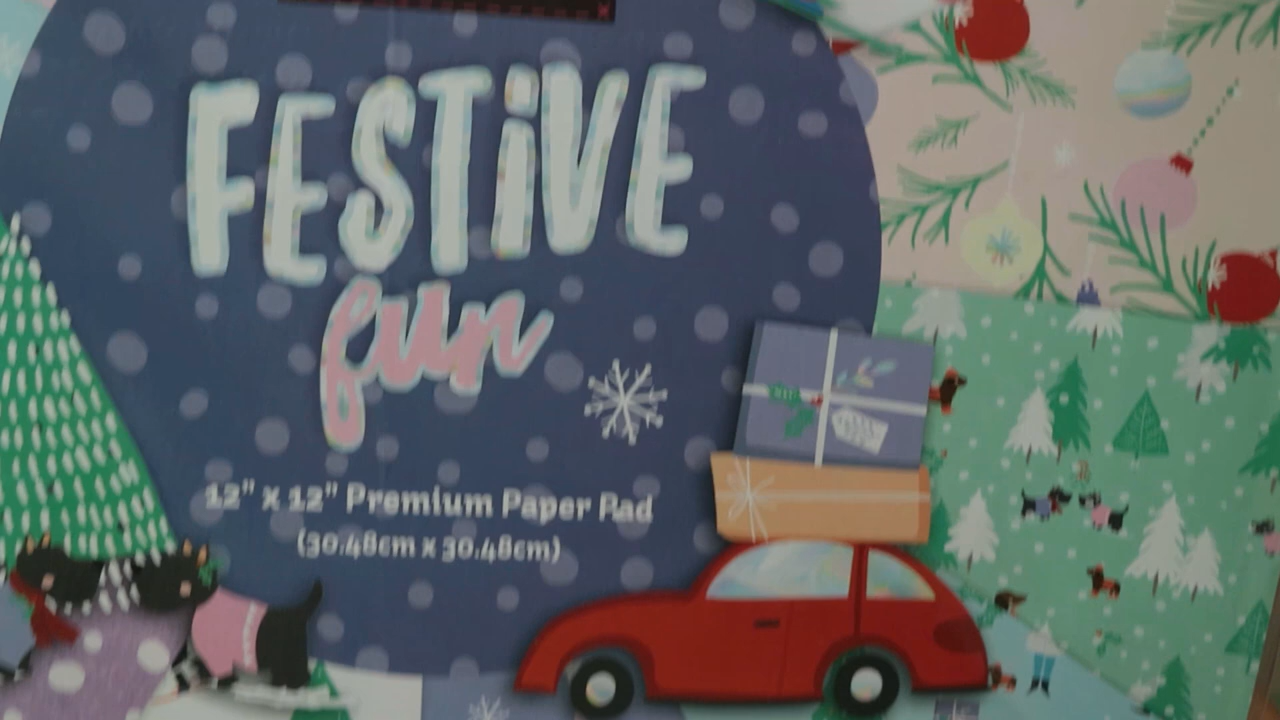 FESTiVE
fun
12" x 12" Premium Paper Pad
(30.48cm x 30.48cm)